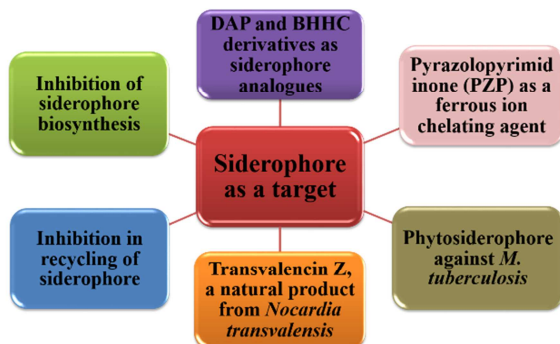 DAP and BHHC
derivatives as
siderophore
analogues
Inhibition of
siderophore
biosynthesis
Pyrazolopyrimid
inone (PZP) as a
ferrous ion
chelating agent
Siderophore
as a target
Inhibition in
recycling of
siderophore
Phytosiderophore
against M.
tuberculosis
Transvalencin Z,
a natural product
from Nocardia
transvalensis